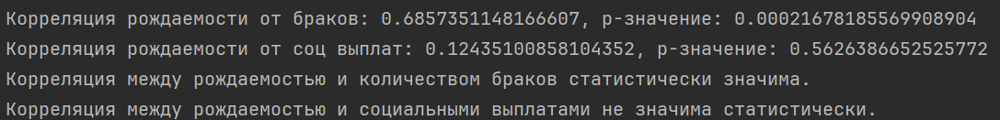 Корреляция рождаемости от браков: 0.6857351148166607, p-значение: 0.00021678185569908904
Корреляция рождаемости от соц выплат: 0.12435100858104352, p-значение: 0.5626386652525772
Корреляция между рождаемостью и количеством браков статистически значима.
Корреляция между рождаемостью и социальными выплатами не значима статистически.